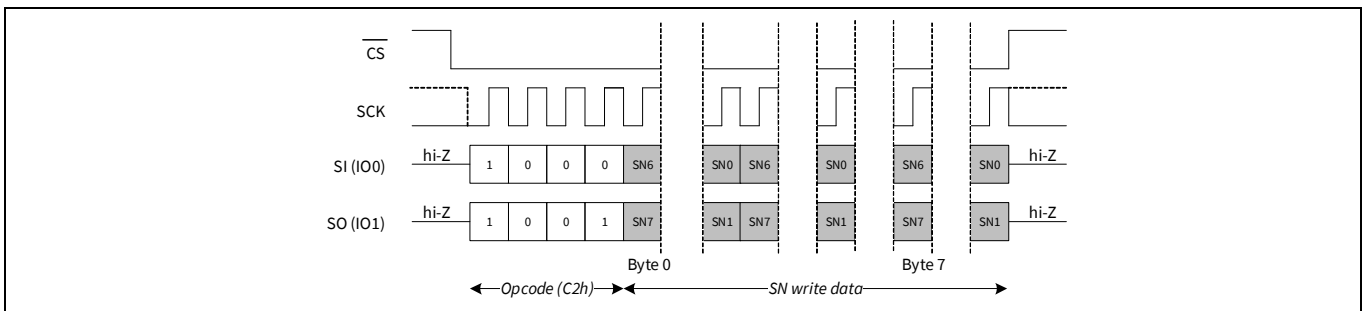 CS
SCK
SI (IO0) hi-Z 1 0 0 0 SN6 SN0 SN6 SN0 SN6 SN0 hi-Z
SO (IO1) hi-Z 1 0 0 1 SN7 SN1 SN7 SN1 SN7 SN1 hi-Z
Byte 0 Byte 7
Opcode (C2h) SN write data